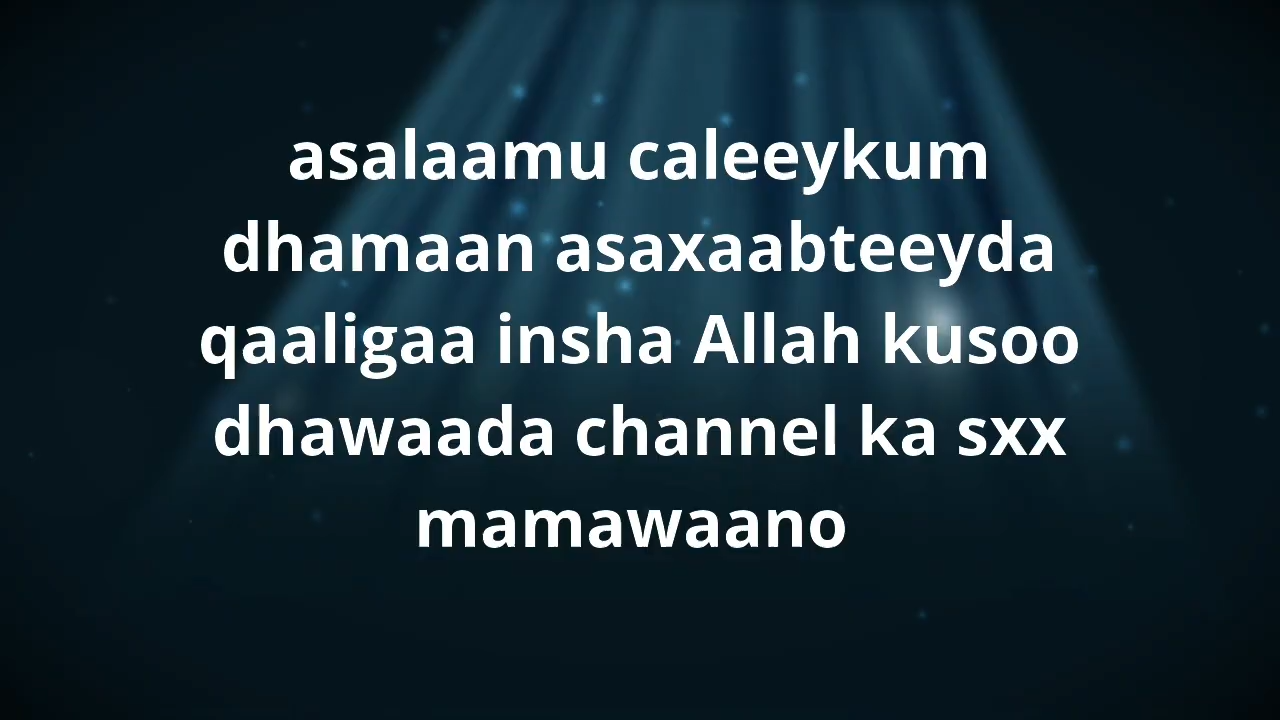 asalaamu caleeykum
dhamaan asaxaabteeyda
qaaligaa insha Allah kusoo
dhawaada channel ka sxx
mamawaano